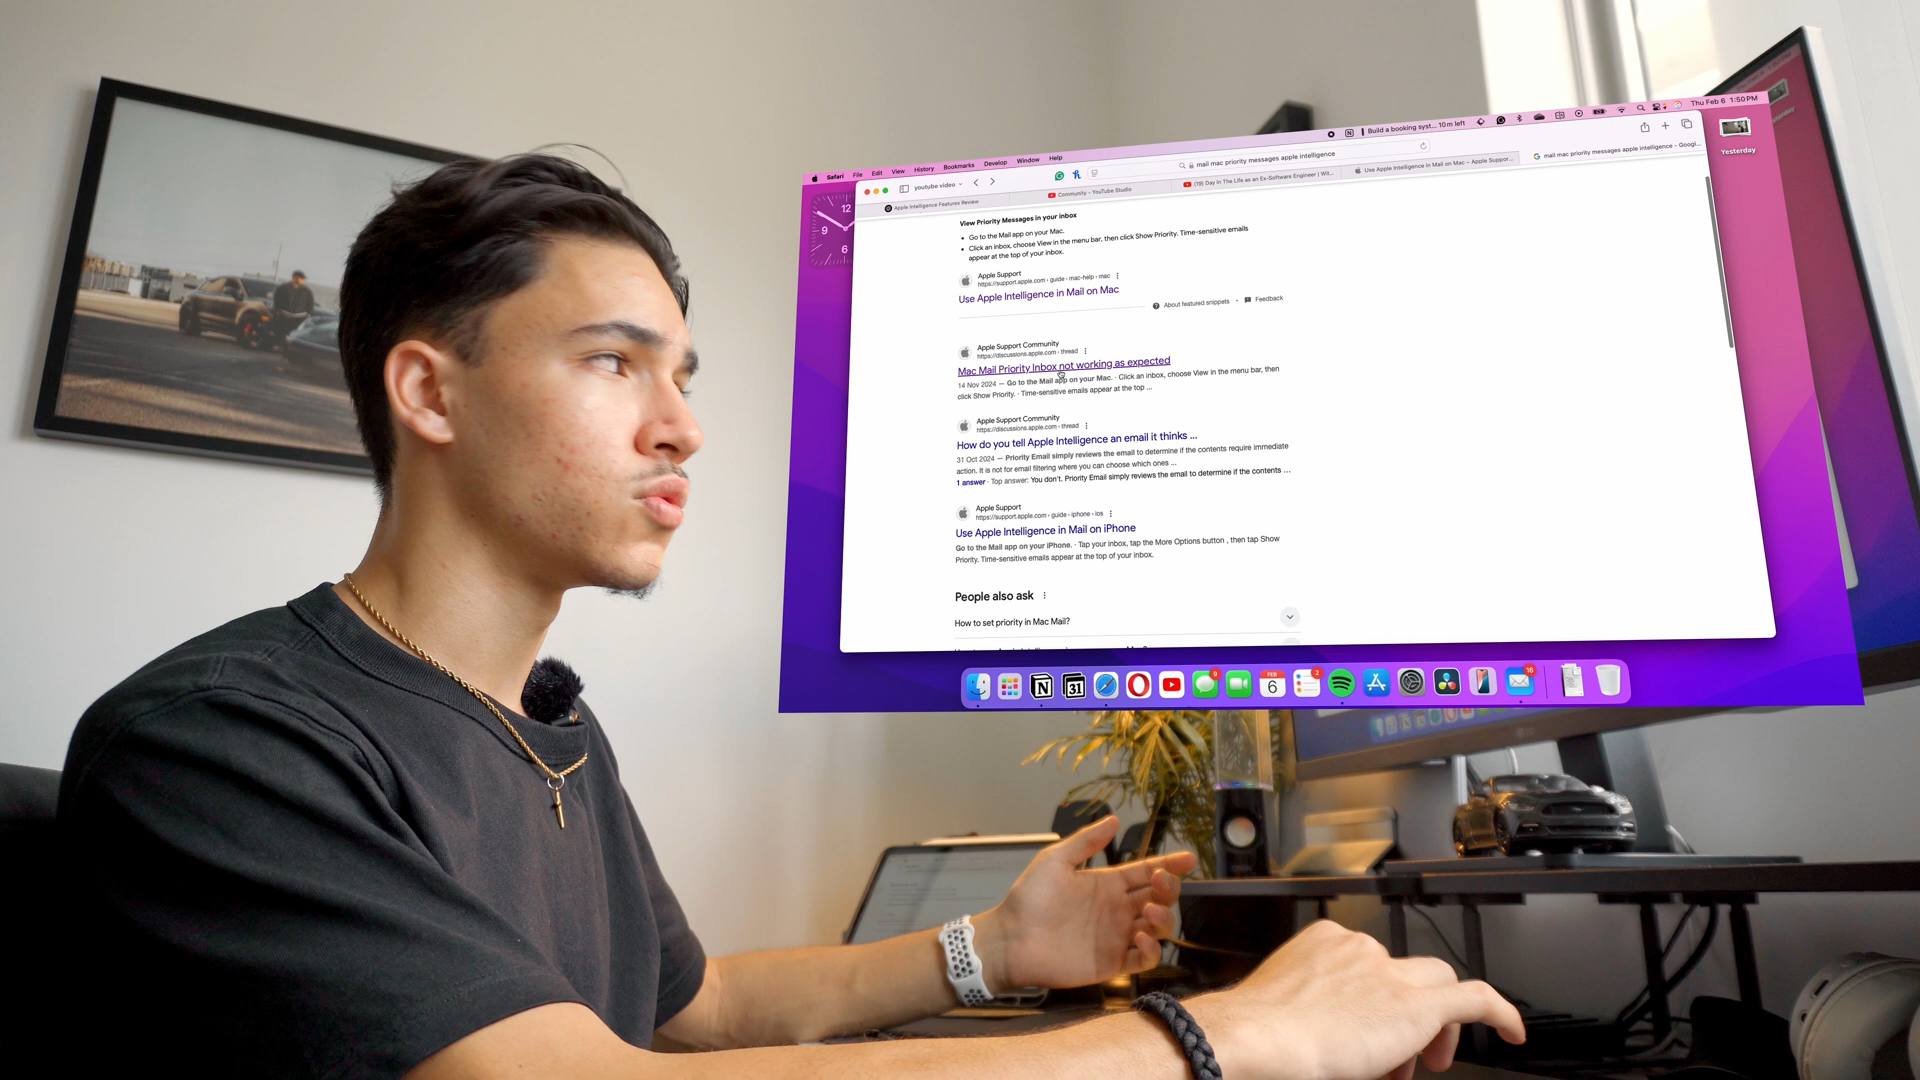 Safari File Edit View History Bookmarks Develop Window Help
Build a booking syst... 10 m left
Thu Feb 6 1:50 PM
youtube video
mail mac priority messages apple intelligence
Apple Intelligence Features Review
Community - YouTube Studio
(19) Day In The Life as an Ex-Software Engineer | Wit...
Use Apple Intelligence in Mail on Mac – Apple Suppor...
mail mac priority messages apple intelligence - Googl...
Yesterday
12
9
6
View Priority Messages in your inbox
• Go to the Mail app on your Mac.
• Click an inbox, choose View in the menu bar, then click Show Priority. Time-sensitive emails
appear at the top of your inbox.
Apple Support
https://support.apple.com › guide › mac-help › mac
Use Apple Intelligence in Mail on Mac
About featured snippets • Feedback
Apple Support Community
https://discussions.apple.com › thread
Mac Mail Priority Inbox not working as expected
14 Nov 2024 — Go to the Mail app on your Mac. · Click an inbox, choose View in the menu bar, then
click Show Priority. · Time-sensitive emails appear at the top ...
Apple Support Community
https://discussions.apple.com › thread
How do you tell Apple Intelligence an email it thinks ...
31 Oct 2024 — Priority Email simply reviews the email to determine if the contents require immediate
action. It is not for email filtering where you can choose which ones ...
1 answer · Top answer: You don't. Priority Email simply reviews the email to determine if the contents ...
Apple Support
https://support.apple.com › guide › iphone › ios
Use Apple Intelligence in Mail on iPhone
Go to the Mail app on your iPhone. · Tap your inbox, tap the More Options button , then tap Show
Priority. Time-sensitive emails appear at the top of your inbox.
People also ask
How to set priority in Mac Mail?
31
9
FEB
6
2
16